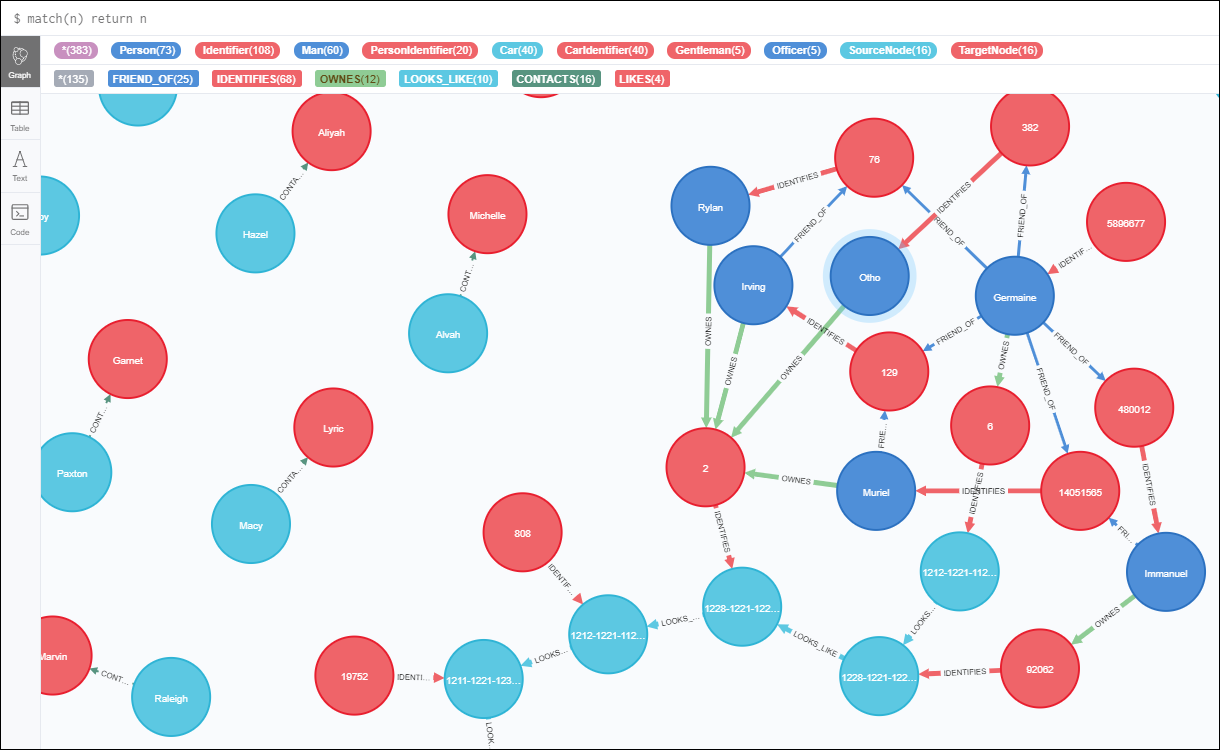 $ match(n) return n
*(383) Person(73) Identifier(108) Man(60) PersonIdentifier(20) Car(40) CarIdentifier(40) Gentleman(5) Officer(5) SourceNode(16) TargetNode(16)
*(135) FRIEND_OF(25) IDENTIFIES(68) OWNES(12) LOOKS_LIKE(10) CONTACTS(16) LIKES(4)
Graph
Table
Text
Code
Aliyah
CONTA...
Hazel
Michelle
CONT...
Alvah
Garnet
CONT...
Paxton
Lyric
CONTA...
Macy
Marvin
CONT...
Raleigh
76
382
IDENTIFIES
IDENTIFIES
Rylan
FRIEND_OF
FRIEND_OF
FRIEND_OF
5896677
IDENTIF...
Irving
Otho
Germaine
OWNES
OWNES
OWNES
IDENTIFIES
FRIEND_OF
OWNES
FRIEND_OF
FRIEND_OF
129
6
480012
FRIE...
2
OWNES
Muriel
IDENTIFIES
IDENTIFIES
14051565
IDENTIFIES
FRI...
IDENTIFIES
808
IDENTIF...
1228-1221-122...
1212-1221-112...
Immanuel
LOOKS_...
1212-1221-112...
LOOKS_LIKE
LOOKS...
OWNES
LOOKS...
19752
IDENTI...
1211-1221-123...
1228-1221-122...
IDENTIFIES
92062
LOOK